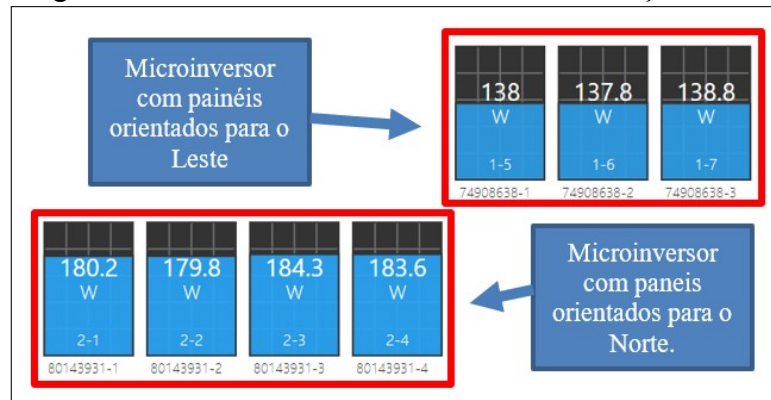 Microinversor
com painéis
orientados para o
Leste
138 137.8 138.8
W W W
1-5 1-6 1-7
74908638-1 74908638-2 74908638-3
180.2 179.8 184.3 183.6
W W W W
2-1 2-2 2-3 2-4
80143931-1 80143931-2 80143931-3 80143931-4
Microinversor
com paneis
orientados para o
Norte.